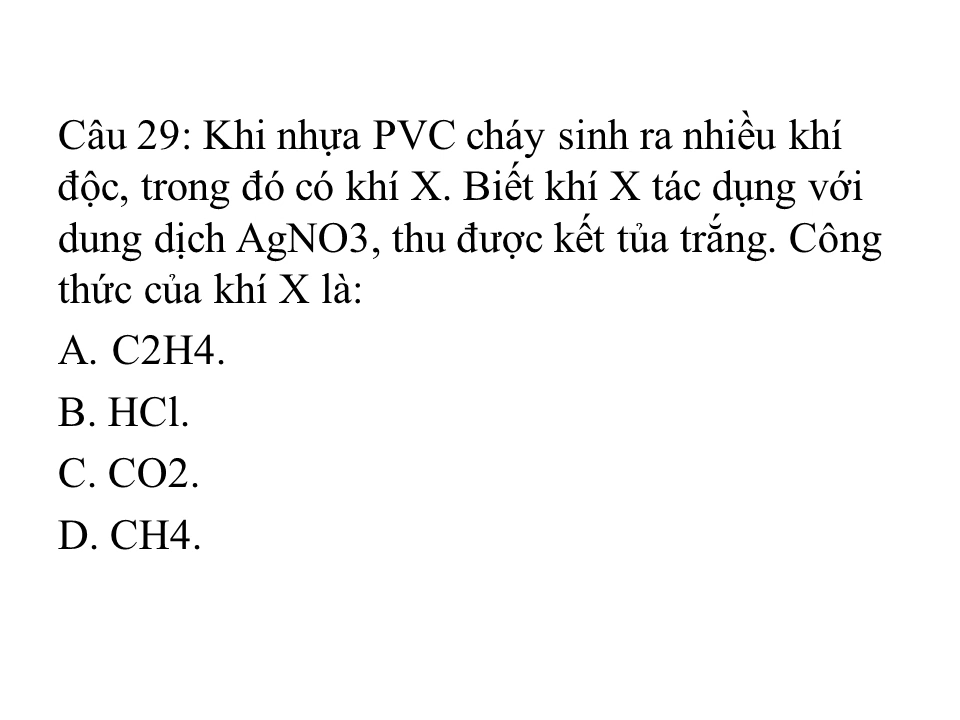 Câu 29: Khi nhựa PVC cháy sinh ra nhiều khí
độc, trong đó có khí X. Biết khí X tác dụng với
dung dịch AgNO3, thu được kết tủa trắng. Công
thức của khí X là:
A. C2H4.
B. HCl.
C. CO2.
D. CH4.